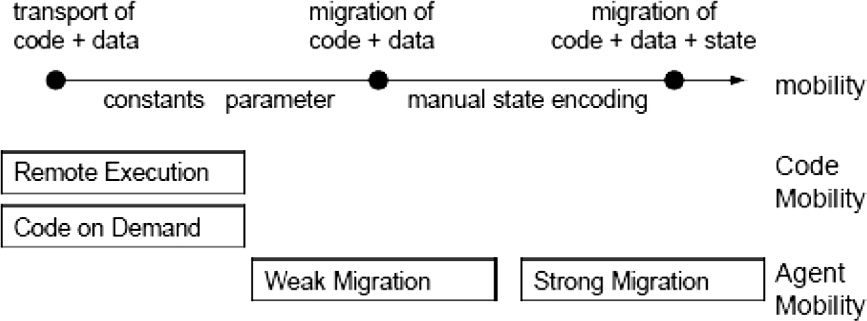 transport of
code + data
migration of
code + data
migration of
code + data + state
constants parameter
manual state encoding
mobility
Remote Execution
Code on Demand
Code
Mobility
Weak Migration
Strong Migration
Agent
Mobility